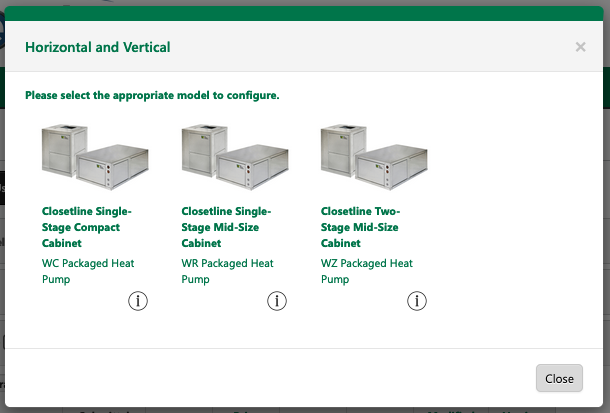 Horizontal and Vertical
×
Please select the appropriate model to configure.
Closetline Single-
Stage Compact
Cabinet
WC Packaged Heat
Pump
Closetline Single-
Stage Mid-Size
Cabinet
WR Packaged Heat
Pump
Closetline Two-
Stage Mid-Size
Cabinet
WZ Packaged Heat
Pump
i
i
i
Close